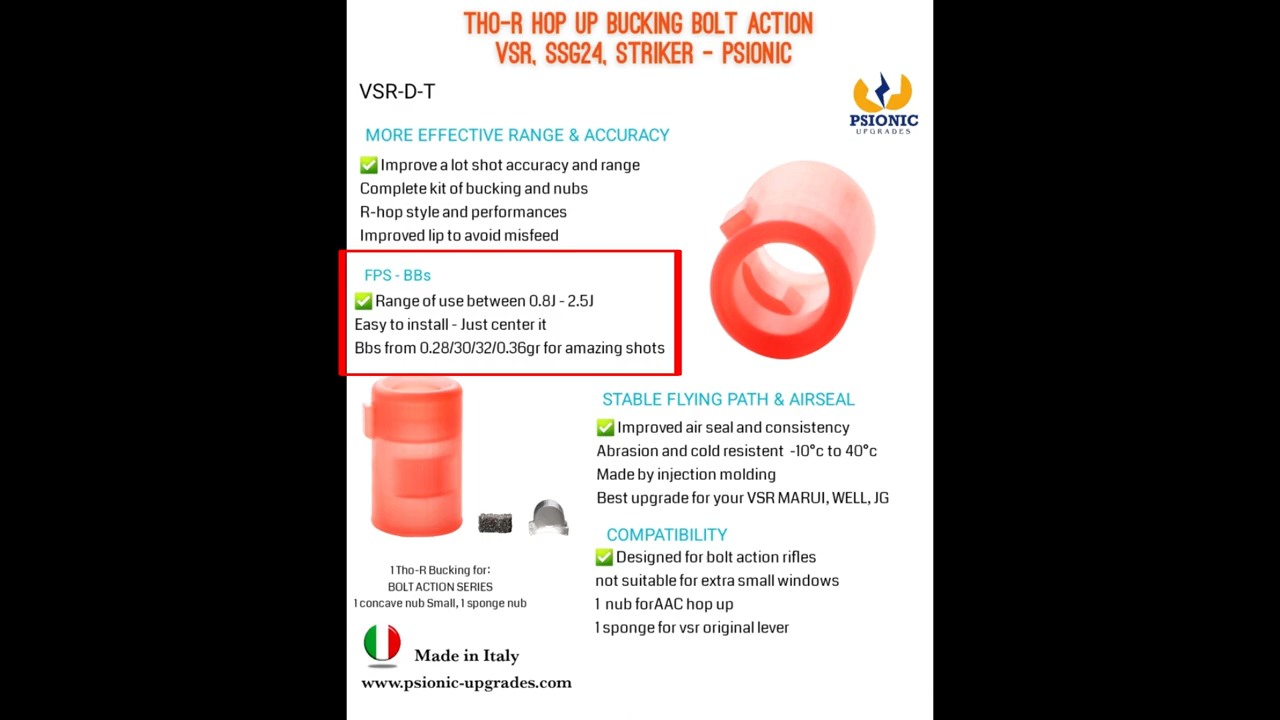 THO-R HOP UP BUCKING BOLT ACTION
VSR, SSG24, STRIKER - PSIONIC
VSR-D-T
PSIONIC
UPGRADES
MORE EFFECTIVE RANGE & ACCURACY
✅ Improve a lot shot accuracy and range
Complete kit of bucking and nubs
R-hop style and performances
Improved lip to avoid misfeed
FPS - BBs
✅ Range of use between 0.8J - 2.5J
Easy to install - Just center it
Bbs from 0.28/30/32/0.36gr for amazing shots
STABLE FLYING PATH & AIRSEAL
✅ Improved air seal and consistency
Abrasion and cold resistent -10°c to 40°c
Made by injection molding
Best upgrade for your VSR MARUI, WELL, JG
COMPATIBILITY
✅ Designed for bolt action rifles
not suitable for extra small windows
1 nub forAAC hop up
1 sponge for vsr original lever
1 Tho-R Bucking for:
BOLT ACTION SERIES
1 concave nub Small, 1 sponge nub
Made in Italy
www.psionic-upgrades.com